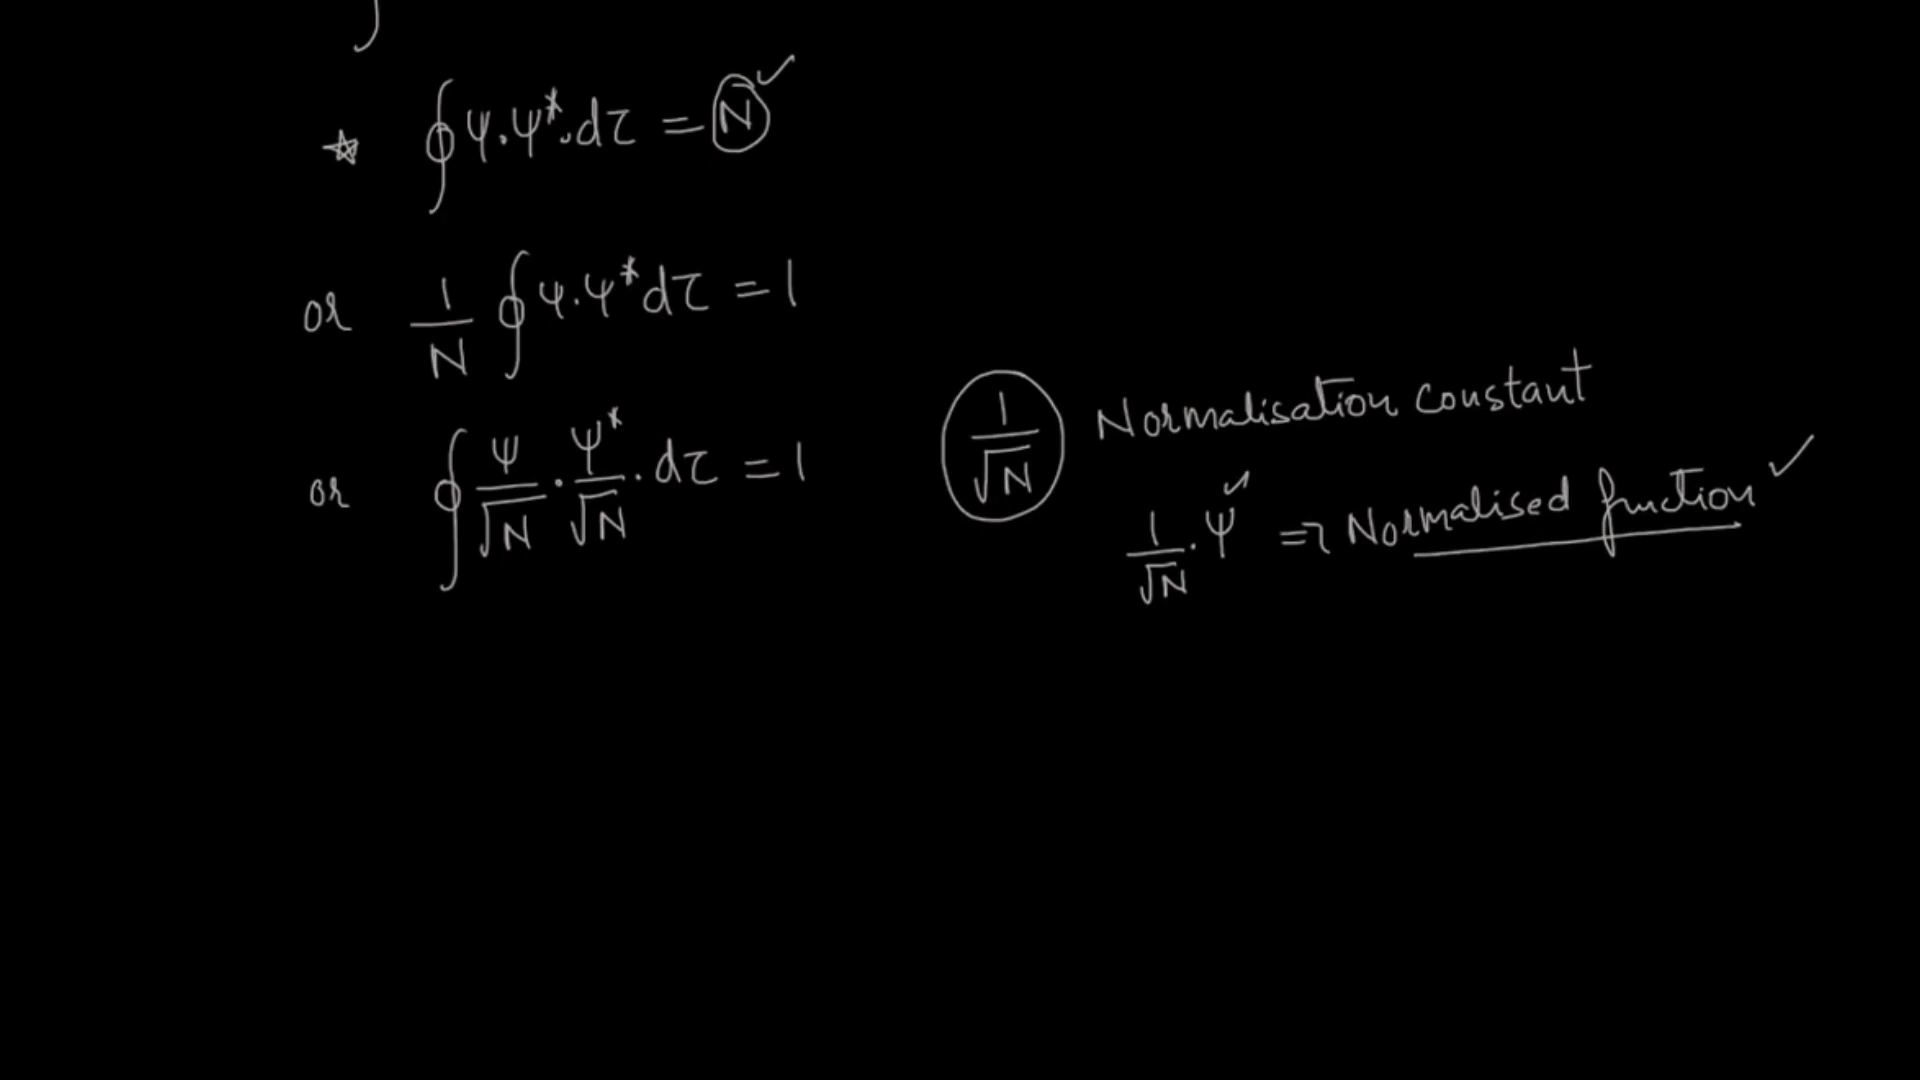 ☆ ∮ψ.ψ*.dτ = N ✓
or 1/N ∮ψ.ψ*dτ = 1
or ∮ ψ/√N . ψ*/√N . dτ = 1
1/√N Normalisation constant
1/√N . ψ ✓ ⇒ Normalised function ✓